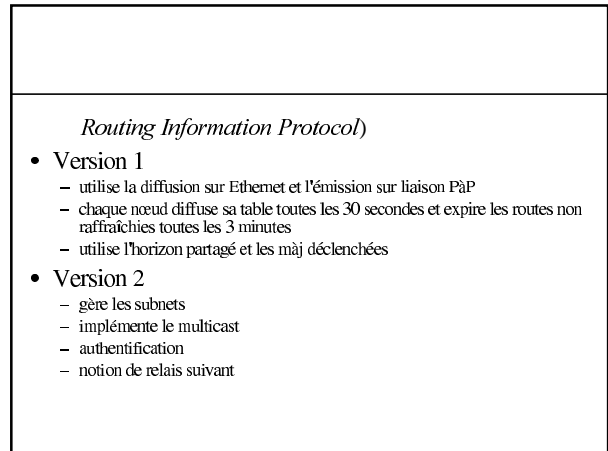 Routing Information Protocol)
• Version 1
– utilise la diffusion sur Ethernet et l'émission sur liaison PàP
– chaque nœud diffuse sa table toutes les 30 secondes et expire les routes non
raffraîchies toutes les 3 minutes
– utilise l'horizon partagé et les màj déclenchées
• Version 2
– gère les subnets
– implémente le multicast
– authentification
– notion de relais suivant